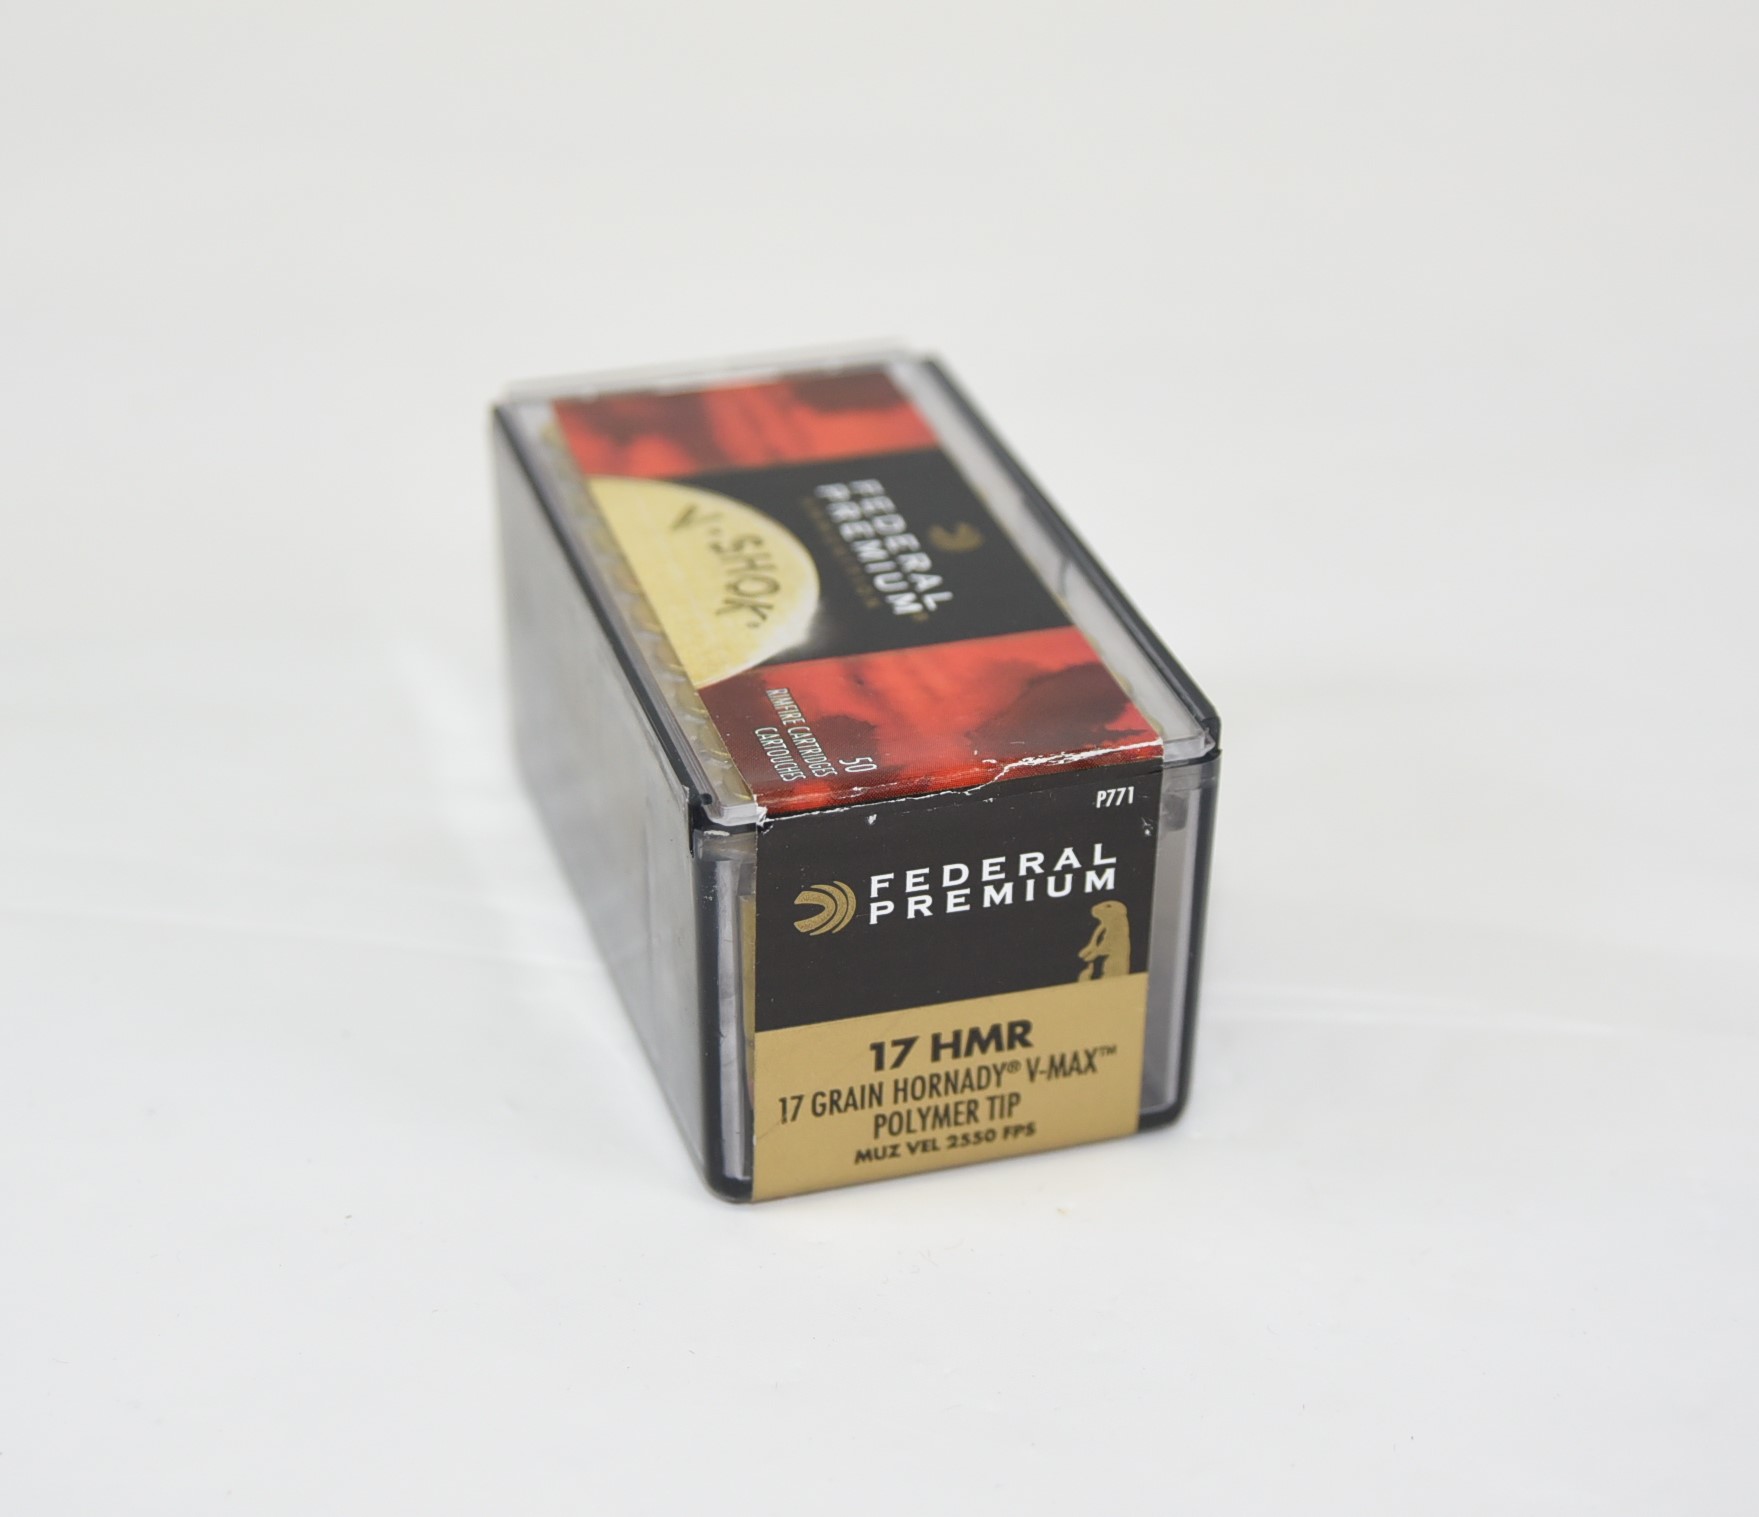 FEDERAL
PREMIUM®
V·SHOK.
50
RIMFIRE CARTRIDGES
CARTOUCHES
P771
FEDERAL
PREMIUM
17 HMR
17 GRAIN HORNADY® V-MAX™
POLYMER TIP
MUZ VEL 2550 FPS